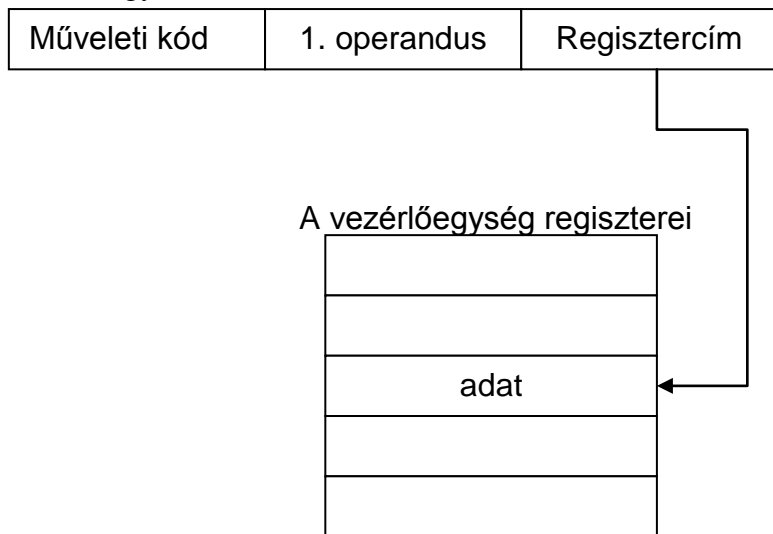 Műveleti kód 1. operandus Regisztercím
A vezérlőegység regiszterei
adat